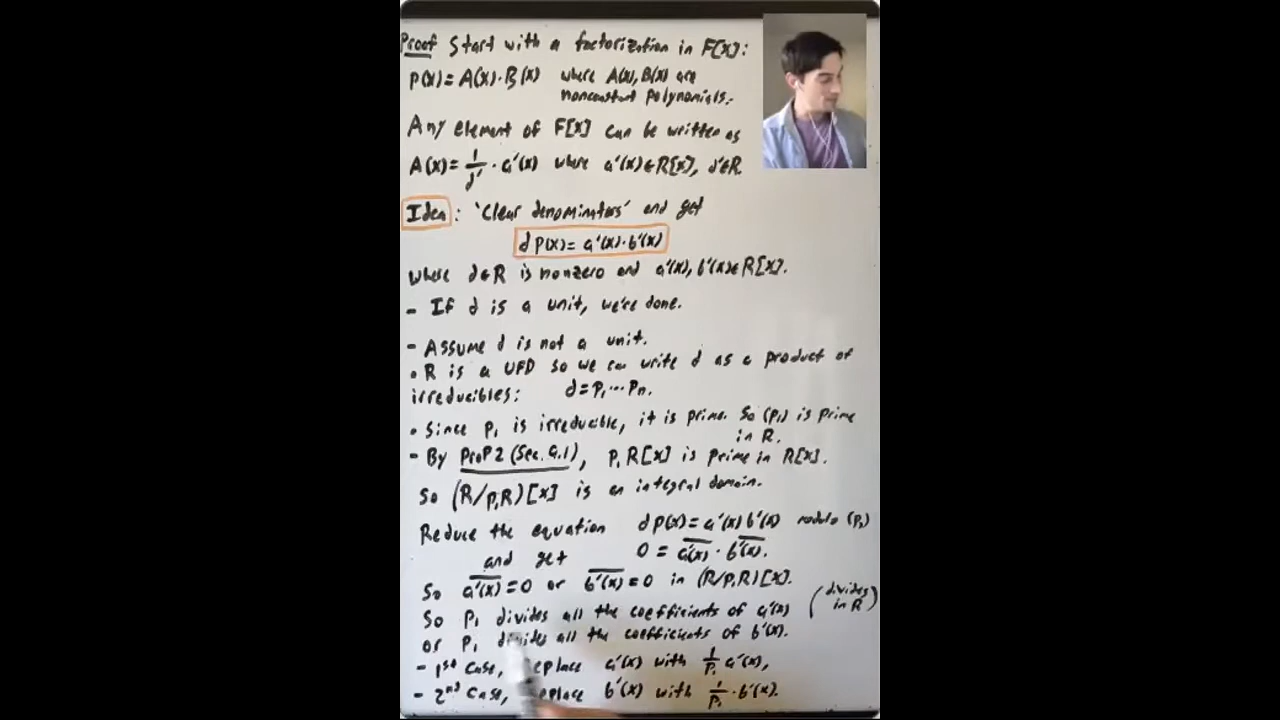 Proof Start with a factorization in F[x]:
P(x) = A(x)·B(x) where A(x), B(x) are
nonconstant polynomials.
Any element of F[x] can be written as
A(x) = 1/d' · a'(x) where a'(x)∈R[x], d'∈R.
Idea: 'Clear denominators' and get
d P(x) = a'(x)·b'(x)
where d∈R is nonzero and a'(x), b'(x)∈R[x].
- If d is a unit, we're done.
- Assume d is not a unit.
• R is a UFD so we can write d as a product of
irreducibles: d = P₁ ... Pn.
• Since P₁ is irreducible, it is prime. So (P₁) is prime
in R.
- By Prop 2 (Sec. 9.1), P₁R[x] is prime in R[x].
So (R/P₁R)[x] is an integral domain.
Reduce the equation d P(x) = a'(x) b'(x) modulo (P₁)
and get 0 = a̅'̅(̅x̅)̅ · b̅'̅(̅x̅)̅.
So a̅'̅(̅x̅)̅ = 0 or b̅'̅(̅x̅)̅ = 0 in (R/P₁R)[x].
So P₁ divides all the coefficients of a'(x) (divides
in R)
or P₁ divides all the coefficients of b'(x).
- 1st case, replace a'(x) with 1/P₁ a'(x),
- 2nd case, replace b'(x) with 1/P₁ · b'(x).